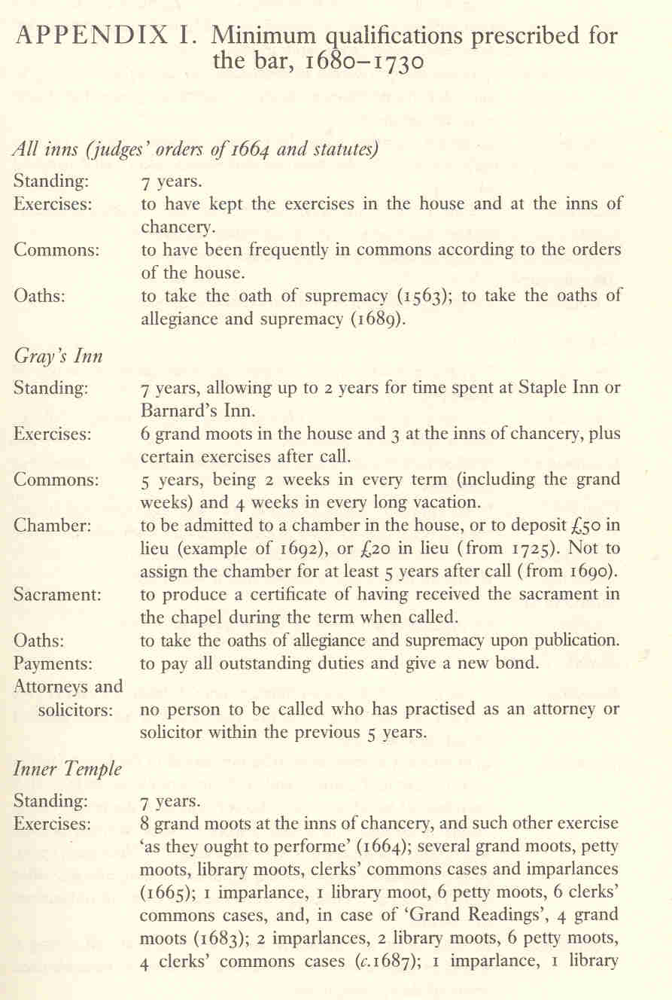 APPENDIX I. Minimum qualifications prescribed for
the bar, 1680–1730
All inns (judges' orders of 1664 and statutes)
Standing: 7 years.
Exercises: to have kept the exercises in the house and at the inns of
chancery.
Commons: to have been frequently in commons according to the orders
of the house.
Oaths: to take the oath of supremacy (1563); to take the oaths of
allegiance and supremacy (1689).
Gray's Inn
Standing: 7 years, allowing up to 2 years for time spent at Staple Inn or
Barnard's Inn.
Exercises: 6 grand moots in the house and 3 at the inns of chancery, plus
certain exercises after call.
Commons: 5 years, being 2 weeks in every term (including the grand
weeks) and 4 weeks in every long vacation.
Chamber: to be admitted to a chamber in the house, or to deposit £50 in
lieu (example of 1692), or £20 in lieu (from 1725). Not to
assign the chamber for at least 5 years after call (from 1690).
Sacrament: to produce a certificate of having received the sacrament in
the chapel during the term when called.
Oaths: to take the oaths of allegiance and supremacy upon publication.
Payments: to pay all outstanding duties and give a new bond.
Attorneys and
solicitors: no person to be called who has practised as an attorney or
solicitor within the previous 5 years.
Inner Temple
Standing: 7 years.
Exercises: 8 grand moots at the inns of chancery, and such other exercise
'as they ought to performe' (1664); several grand moots, petty
moots, library moots, clerks' commons cases and imparlances
(1665); 1 imparlance, 1 library moot, 6 petty moots, 6 clerks'
commons cases, and, in case of 'Grand Readings', 4 grand
moots (1683); 2 imparlances, 2 library moots, 6 petty moots,
4 clerks' commons cases (c.1687); 1 imparlance, 1 library